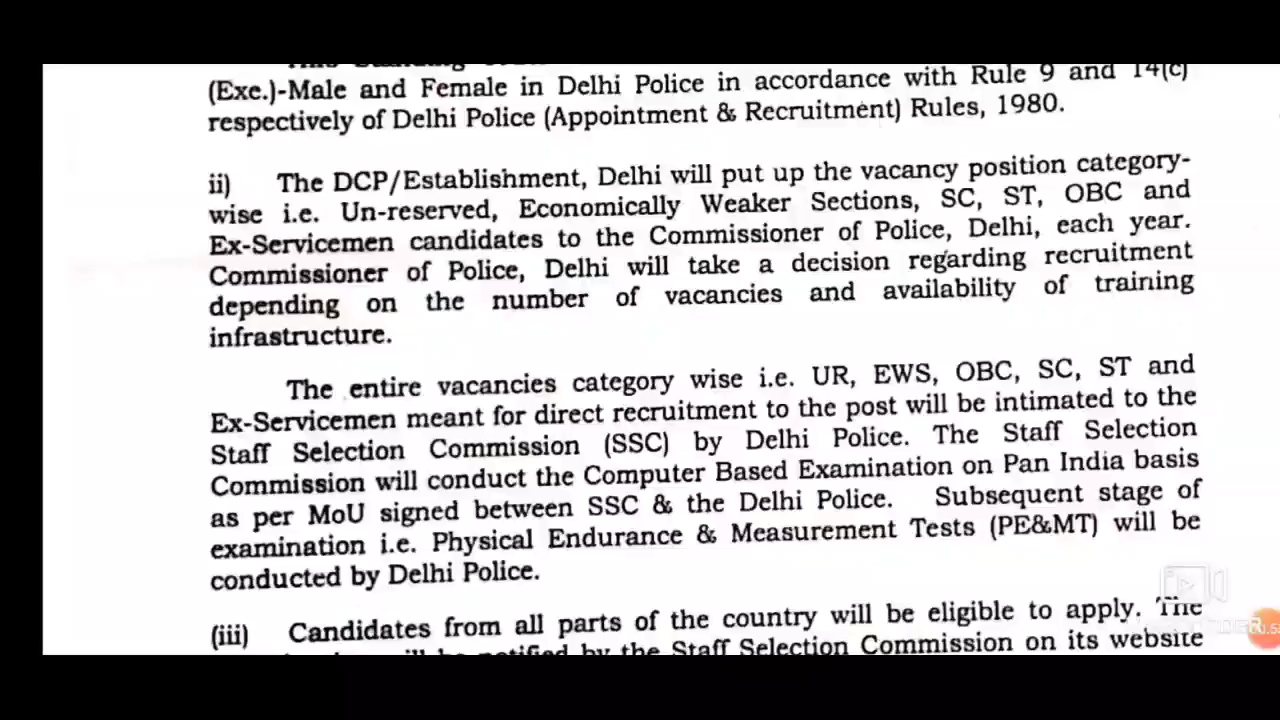 (Exe.)-Male and Female in Delhi Police in accordance with Rule 9 and 14(c)
respectively of Delhi Police (Appointment & Recruitment) Rules, 1980.
ii) The DCP/Establishment, Delhi will put up the vacancy position category-
wise i.e. Un-reserved, Economically Weaker Sections, SC, ST, OBC and
Ex-Servicemen candidates to the Commissioner of Police, Delhi, each year.
Commissioner of Police, Delhi will take a decision regarding recruitment
depending on the number of vacancies and availability of training
infrastructure.
The entire vacancies category wise i.e. UR, EWS, OBC, SC, ST and
Ex-Servicemen meant for direct recruitment to the post will be intimated to the
Staff Selection Commission (SSC) by Delhi Police. The Staff Selection
Commission will conduct the Computer Based Examination on Pan India basis
as per MoU signed between SSC & the Delhi Police. Subsequent stage of
examination i.e. Physical Endurance & Measurement Tests (PE&MT) will be
conducted by Delhi Police.
(iii) Candidates from all parts of the country will be eligible to apply. The
will be notified by the Staff Selection Commission on its website